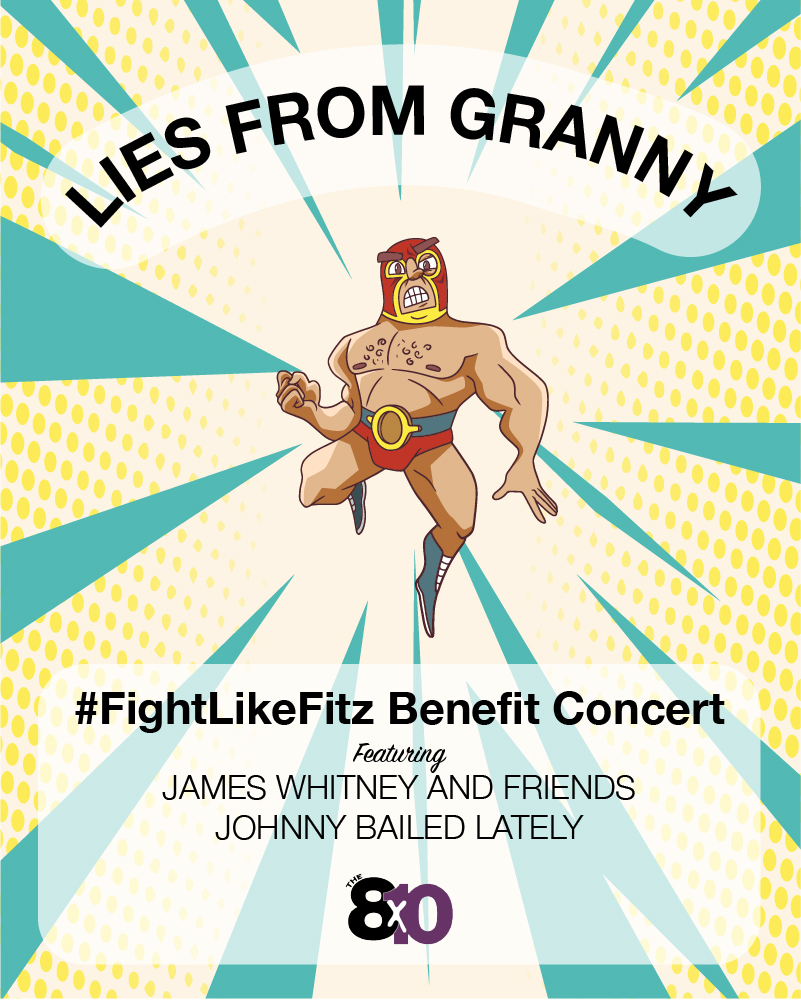 LIES FROM GRANNY
#FightLikeFitz Benefit Concert
Featuring
JAMES WHITNEY AND FRIENDS
JOHNNY BAILED LATELY
THE
8x10